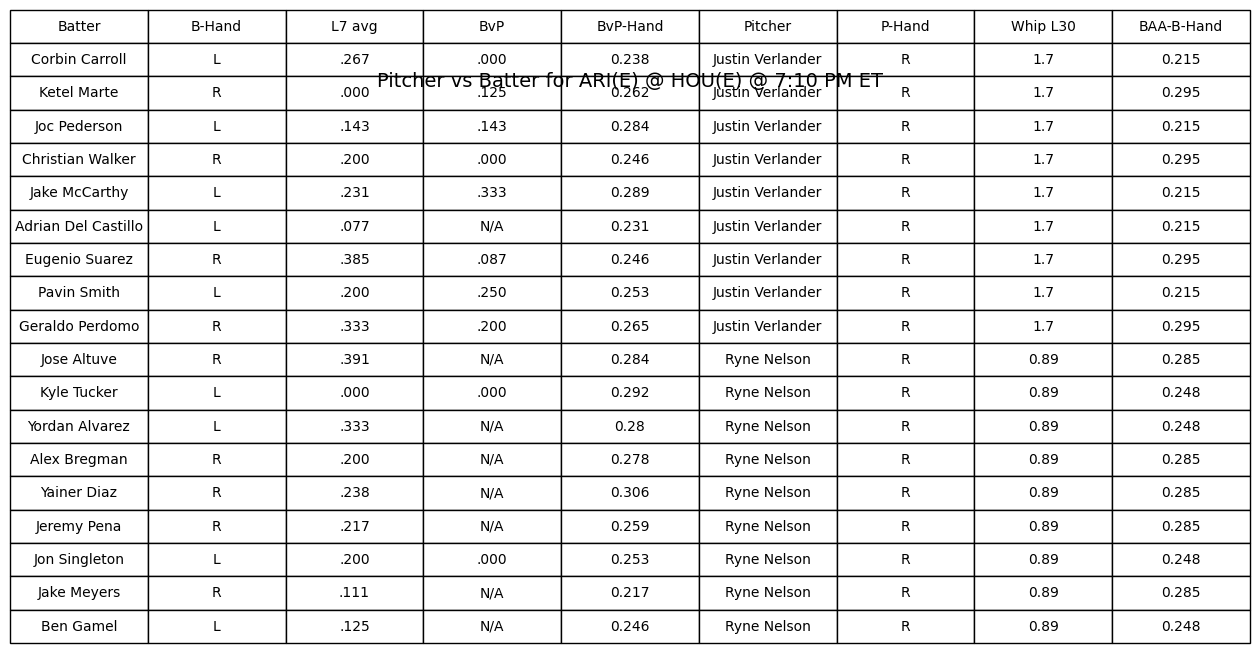 Batter B-Hand L7 avg BvP BvP-Hand Pitcher P-Hand Whip L30 BAA-B-Hand
Corbin Carroll L .267 .000 0.238 Justin Verlander R 1.7 0.215
Pitcher vs Batter for ARI(E) @ HOU(E) @ 7:10 PM ET
Ketel Marte R .000 .125 0.262 Justin Verlander R 1.7 0.295
Joc Pederson L .143 .143 0.284 Justin Verlander R 1.7 0.215
Christian Walker R .200 .000 0.246 Justin Verlander R 1.7 0.295
Jake McCarthy L .231 .333 0.289 Justin Verlander R 1.7 0.215
Adrian Del Castillo L .077 N/A 0.231 Justin Verlander R 1.7 0.215
Eugenio Suarez R .385 .087 0.246 Justin Verlander R 1.7 0.295
Pavin Smith L .200 .250 0.253 Justin Verlander R 1.7 0.215
Geraldo Perdomo R .333 .200 0.265 Justin Verlander R 1.7 0.295
Jose Altuve R .391 N/A 0.284 Ryne Nelson R 0.89 0.285
Kyle Tucker L .000 .000 0.292 Ryne Nelson R 0.89 0.248
Yordan Alvarez L .333 N/A 0.28 Ryne Nelson R 0.89 0.248
Alex Bregman R .200 N/A 0.278 Ryne Nelson R 0.89 0.285
Yainer Diaz R .238 N/A 0.306 Ryne Nelson R 0.89 0.285
Jeremy Pena R .217 N/A 0.259 Ryne Nelson R 0.89 0.285
Jon Singleton L .200 .000 0.253 Ryne Nelson R 0.89 0.248
Jake Meyers R .111 N/A 0.217 Ryne Nelson R 0.89 0.285
Ben Gamel L .125 N/A 0.246 Ryne Nelson R 0.89 0.248